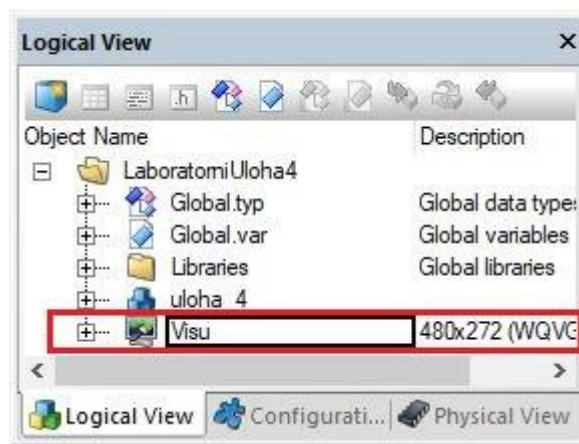 Logical View
.h
Object Name Description
LaboratorniUloha4
Global.typ Global data types
Global.var Global variables
Libraries Global libraries
uloha_4
Visu 480x272 (WQVG
Logical View Configurati... Physical View